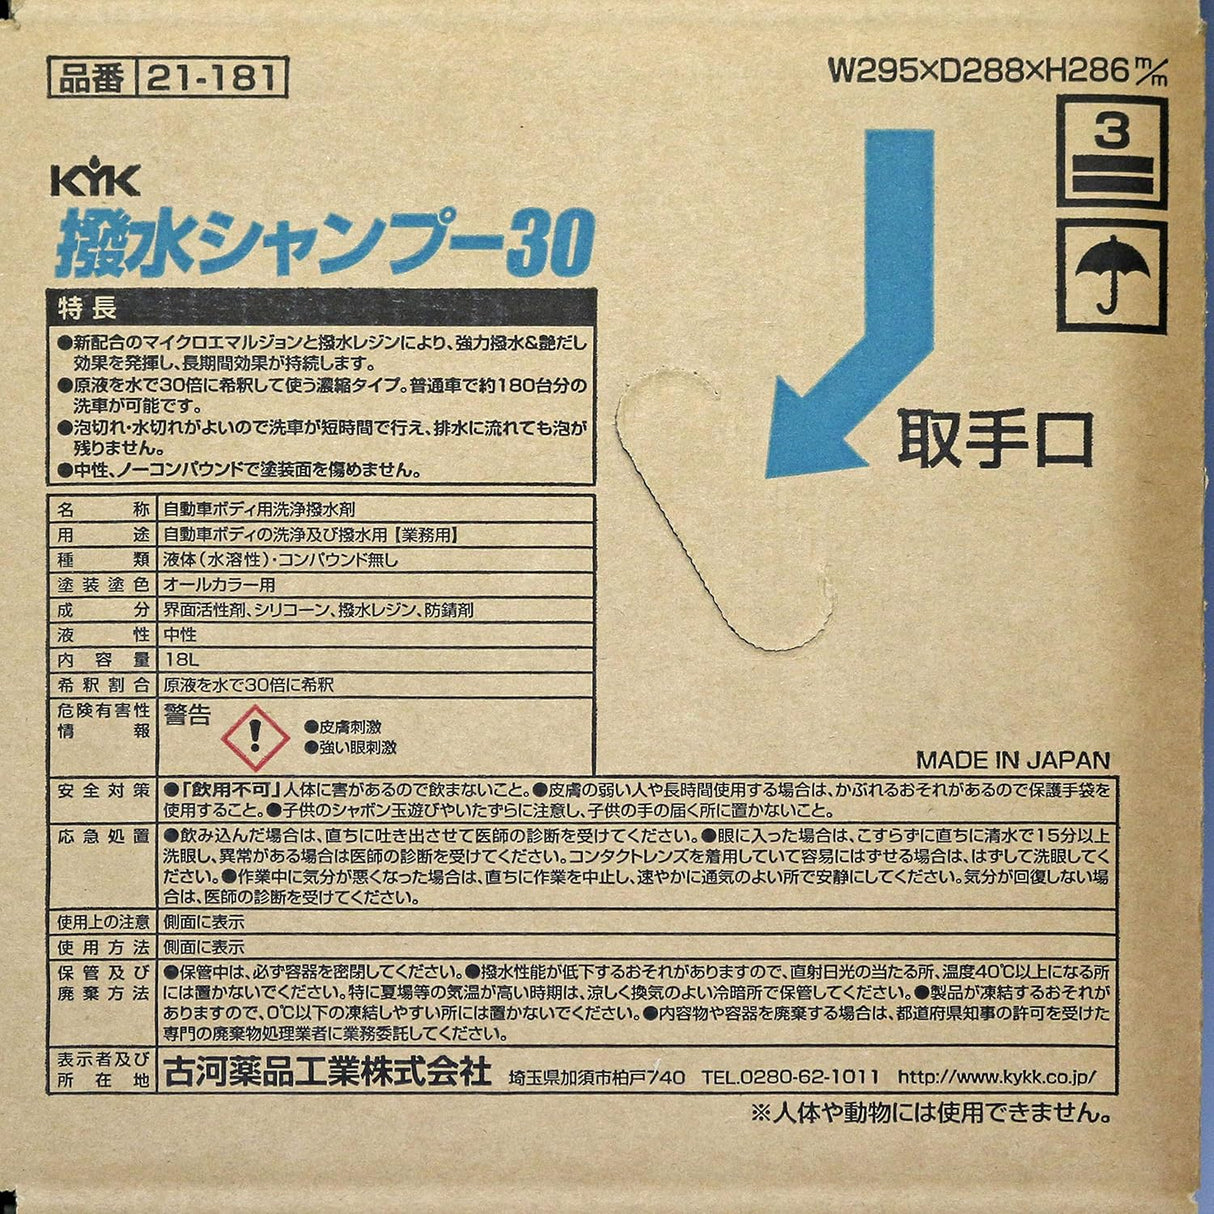 品番 21-181
W295×D288×H286m/m
3
KYK
撥水シャンプー30
特長
●新配合のマイクロエマルジョンと撥水レジンにより、強力撥水&艶だし
効果を発揮し、長期間効果が持続します。
●原液を水で30倍に希釈して使う濃縮タイプ。普通車で約180台分の
洗車が可能です。
●泡切れ・水切れがよいので洗車が短時間で行え、排水に流れても泡が
残りません。
●中性、ノーコンパウンドで塗装面を傷めません。
取手口
名称 自動車ボディ用洗浄撥水剤
用途 自動車ボディの洗浄及び撥水用【業務用】
種類 液体(水溶性)・コンパウンド無し
塗装塗色 オールカラー用
成分 界面活性剤、シリコーン、撥水レジン、防錆剤
液性 中性
内容量 18L
希釈割合 原液を水で30倍に希釈
危険有害性 警告
情報
●皮膚刺激
●強い眼刺激
MADE IN JAPAN
安全対策 ●「飲用不可」人体に害があるので飲まないこと。●皮膚の弱い人や長時間使用する場合は、かぶれるおそれがあるので保護手袋を
使用すること。●子供のシャボン玉遊びやいたずらに注意し、子供の手の届く所に置かないこと。
応急処置 ●飲み込んだ場合は、直ちに吐き出させて医師の診断を受けてください。●眼に入った場合は、こすらずに直ちに清水で15分以上
洗眼し、異常がある場合は医師の診断を受けてください。コンタクトレンズを着用していて容易にはずせる場合は、はずして洗眼してく
ださい。●作業中に気分が悪くなった場合は、直ちに作業を中止し、速やかに通気のよい所で安静にしてください。気分が回復しない場
合は、医師の診断を受けてください。
使用上の注意 側面に表示
使用方法 側面に表示
保管及び ●保管中は、必ず容器を密閉してください。●撥水性能が低下するおそれがありますので、直射日光の当たる所、温度40℃以上になる所
廃棄方法 には置かないでください。特に夏場等の気温が高い時期は、涼しく換気のよい冷暗所で保管してください。●製品が凍結するおそれが
ありますので、0℃以下の凍結しやすい所には置かないでください。●内容物や容器を廃棄する場合は、都道府県知事の許可を受けた
専門の廃棄物処理業者に業務委託してください。
表示者及び
所在地 古河薬品工業株式会社 埼玉県加須市柏戸740 TEL.0280-62-1011 http://www.kykk.co.jp/
※人体や動物には使用できません。